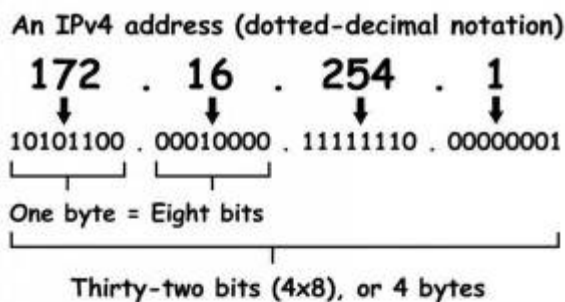 An IPv4 address (dotted-decimal notation)
172 . 16 . 254 . 1
10101100 . 00010000 . 11111110 . 00000001
One byte = Eight bits
Thirty-two bits (4x8), or 4 bytes